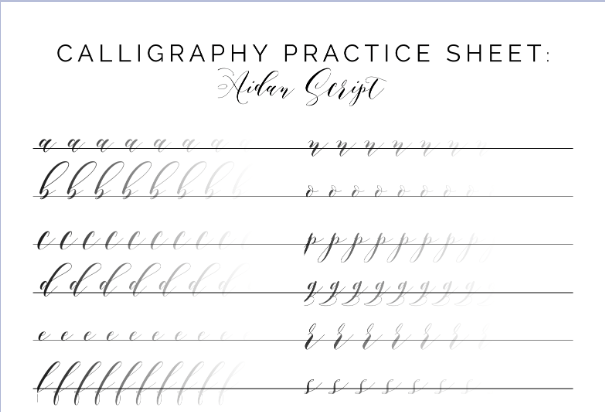 CALLIGRAPHY PRACTICE SHEET:
Aidan Script
a a a a a a a a
n n n n n n n
b b b b b b b b
o o o o o o o o
c c c c c c c c c
p p p p p p p p
d d d d d d d
q q q q q q q q
e e e e e e e e e
r r r r r r
f f f f f f f f
s s s s s s s